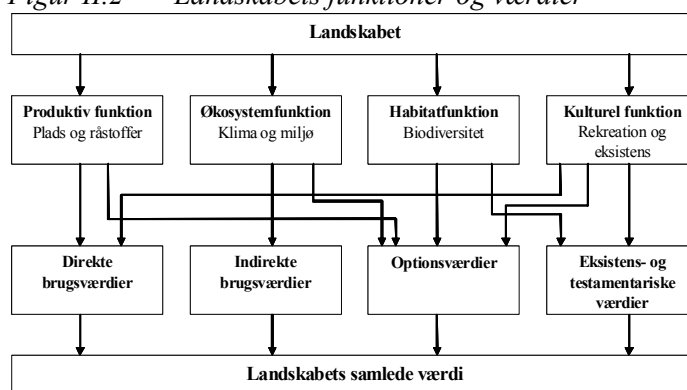 Figur II.2 Landskabets funktioner og værdier
Landskabet
Produktiv funktion
Plads og råstoffer
Økosystemfunktion
Klima og miljø
Habitatfunktion
Biodiversitet
Kulturel funktion
Rekreation og
eksistens
Direkte
brugsværdier
Indirekte
brugsværdier
Optionsværdier
Eksistens- og
testamentariske
værdier
Landskabets samlede værdi